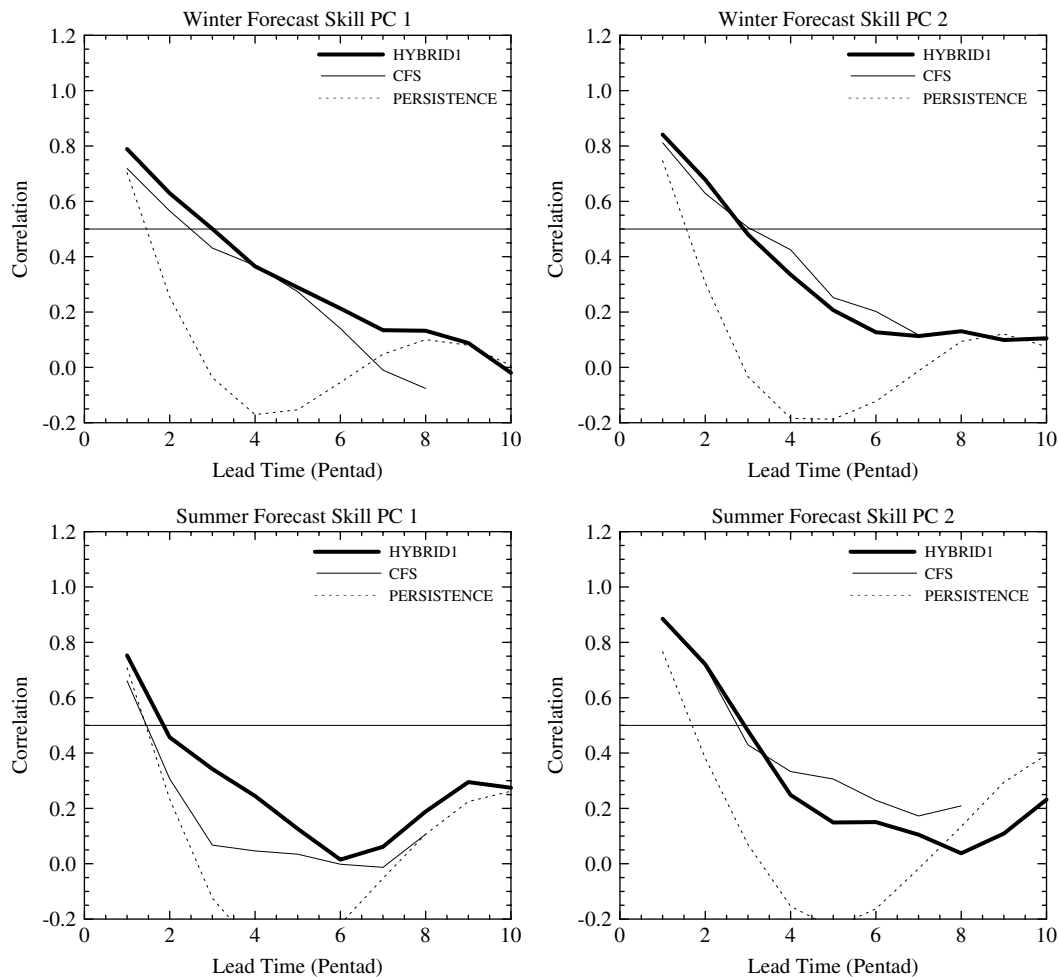 Winter Forecast Skill PC 1
1.2
1.0
0.8
0.6
0.4
0.2
0.0
-0.2
Correlation
HYBRID1
CFS
PERSISTENCE
0 2 4 6 8 10
Lead Time (Pentad)
Winter Forecast Skill PC 2
1.2
1.0
0.8
0.6
0.4
0.2
0.0
-0.2
Correlation
HYBRID1
CFS
PERSISTENCE
0 2 4 6 8 10
Lead Time (Pentad)
Summer Forecast Skill PC 1
1.2
1.0
0.8
0.6
0.4
0.2
0.0
-0.2
Correlation
HYBRID1
CFS
PERSISTENCE
0 2 4 6 8 10
Lead Time (Pentad)
Summer Forecast Skill PC 2
1.2
1.0
0.8
0.6
0.4
0.2
0.0
-0.2
Correlation
HYBRID1
CFS
PERSISTENCE
0 2 4 6 8 10
Lead Time (Pentad)